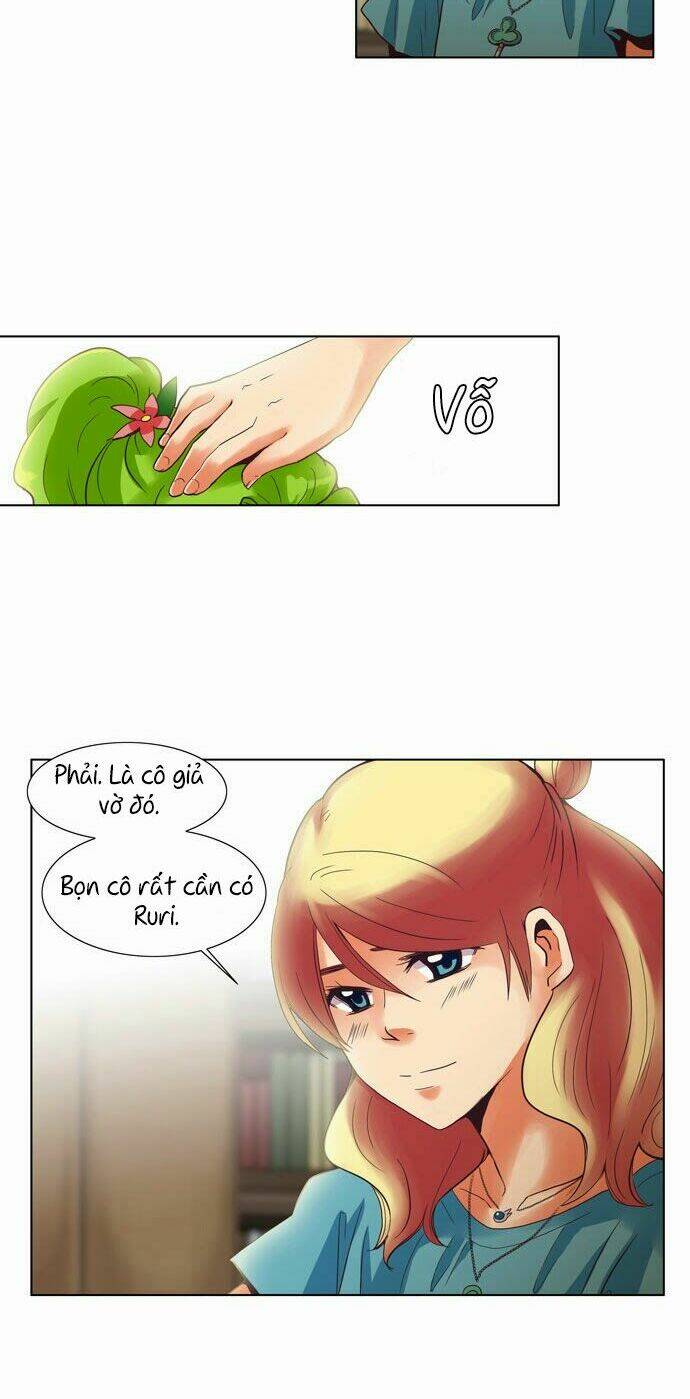 Vỗ
Phải. Là cô giả
vờ đó.
Bọn cô rất cần có
Ruri.